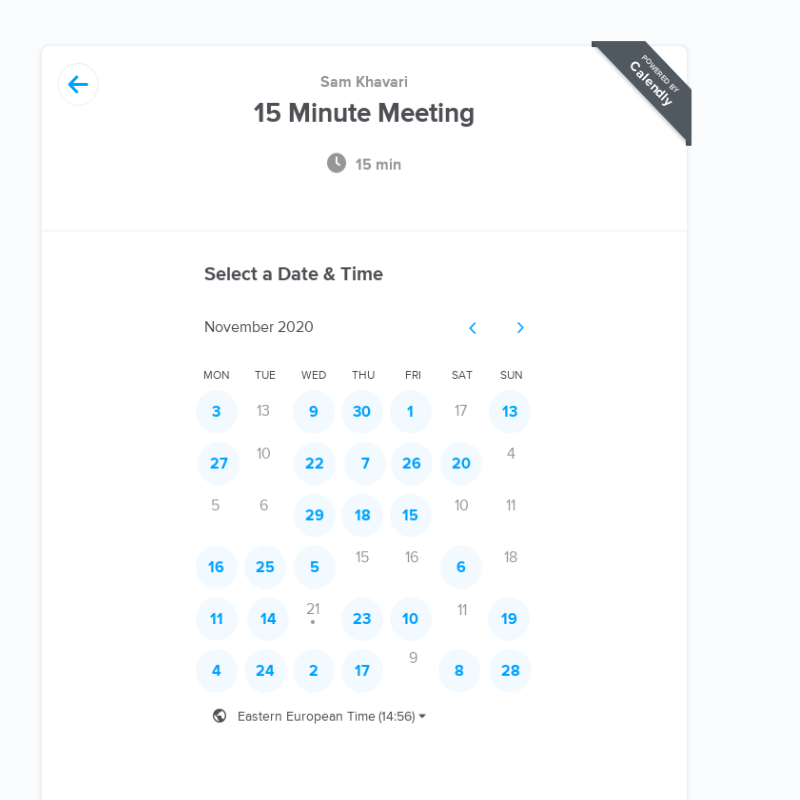 POWERED BY
Calendly
Sam Khavari
15 Minute Meeting
15 min
Select a Date & Time
November 2020
MON TUE WED THU FRI SAT SUN
3 13 9 30 1 17 13
27 10 22 7 26 20 4
5 6 29 18 15 10 11
16 25 5 15 16 6 18
11 14 21 23 10 11 19
4 24 2 17 9 8 28
Eastern European Time (14:56)